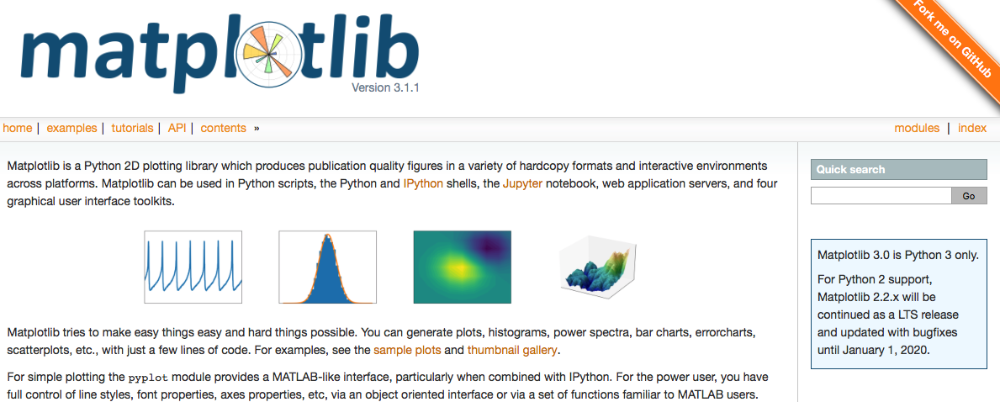 matplotlib
Version 3.1.1
Fork me on GitHub
home | examples | tutorials | API | contents »
modules | index
Matplotlib is a Python 2D plotting library which produces publication quality figures in a variety of hardcopy formats and interactive environments
across platforms. Matplotlib can be used in Python scripts, the Python and IPython shells, the Jupyter notebook, web application servers, and four
graphical user interface toolkits.
Matplotlib tries to make easy things easy and hard things possible. You can generate plots, histograms, power spectra, bar charts, errorcharts,
scatterplots, etc., with just a few lines of code. For examples, see the sample plots and thumbnail gallery.
For simple plotting the pyplot module provides a MATLAB-like interface, particularly when combined with IPython. For the power user, you have
full control of line styles, font properties, axes properties, etc, via an object oriented interface or via a set of functions familiar to MATLAB users.
Quick search
Go
Matplotlib 3.0 is Python 3 only.
For Python 2 support,
Matplotlib 2.2.x will be
continued as a LTS release
and updated with bugfixes
until January 1, 2020.